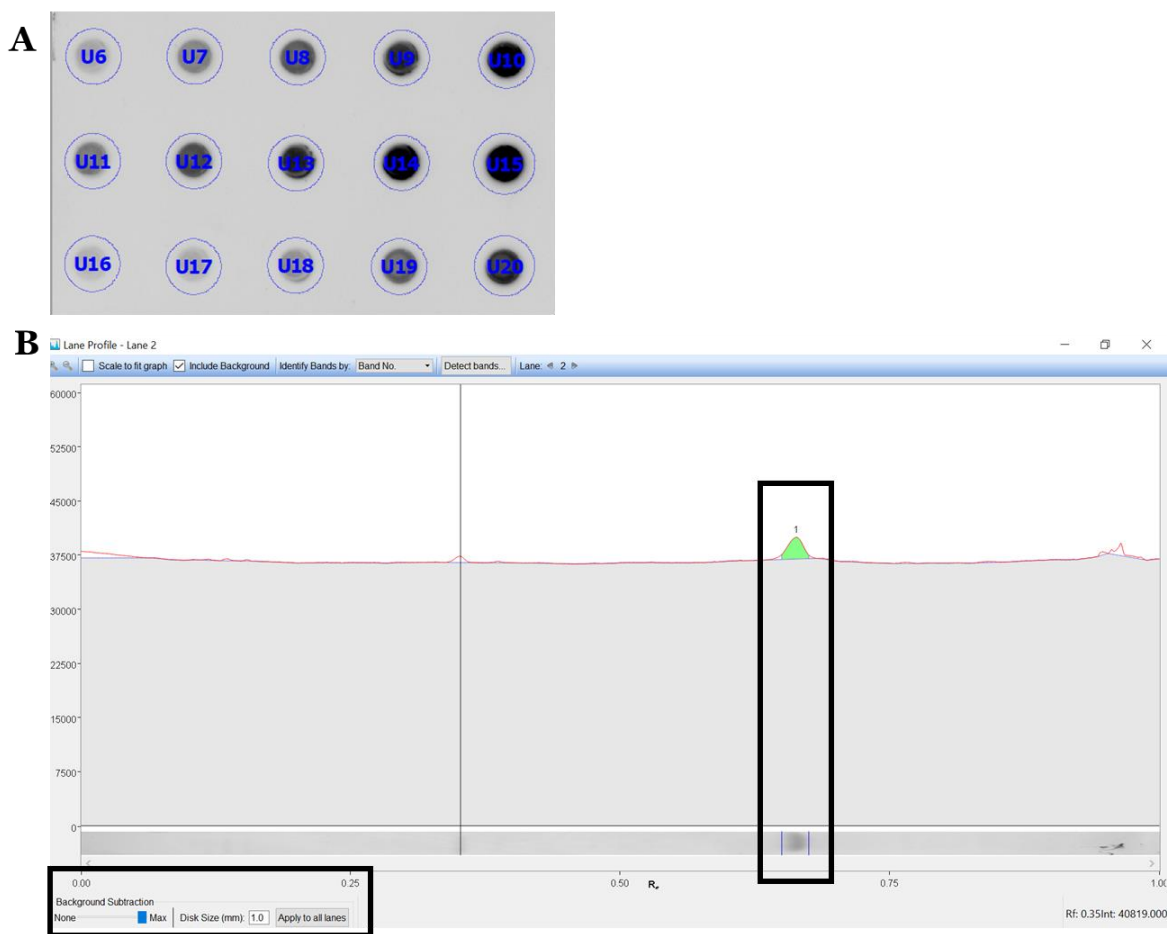 A
U6 U7 U8 U9 U10
U11 U12 U13 U14 U15
U16 U17 U18 U19 U20
B
Lane Profile - Lane 2
Scale to fit graph Include Background Identify Bands by: Band No. Detect bands... Lane: 2
60000
52500
45000
1
37500
30000
22500
15000
7500
0
0.00 0.25 0.50 0.75 1.00
Background Subtraction
None Max Disk Size (mm): 1.0 Apply to all lanes
Rf: 0.35Int: 40819.000